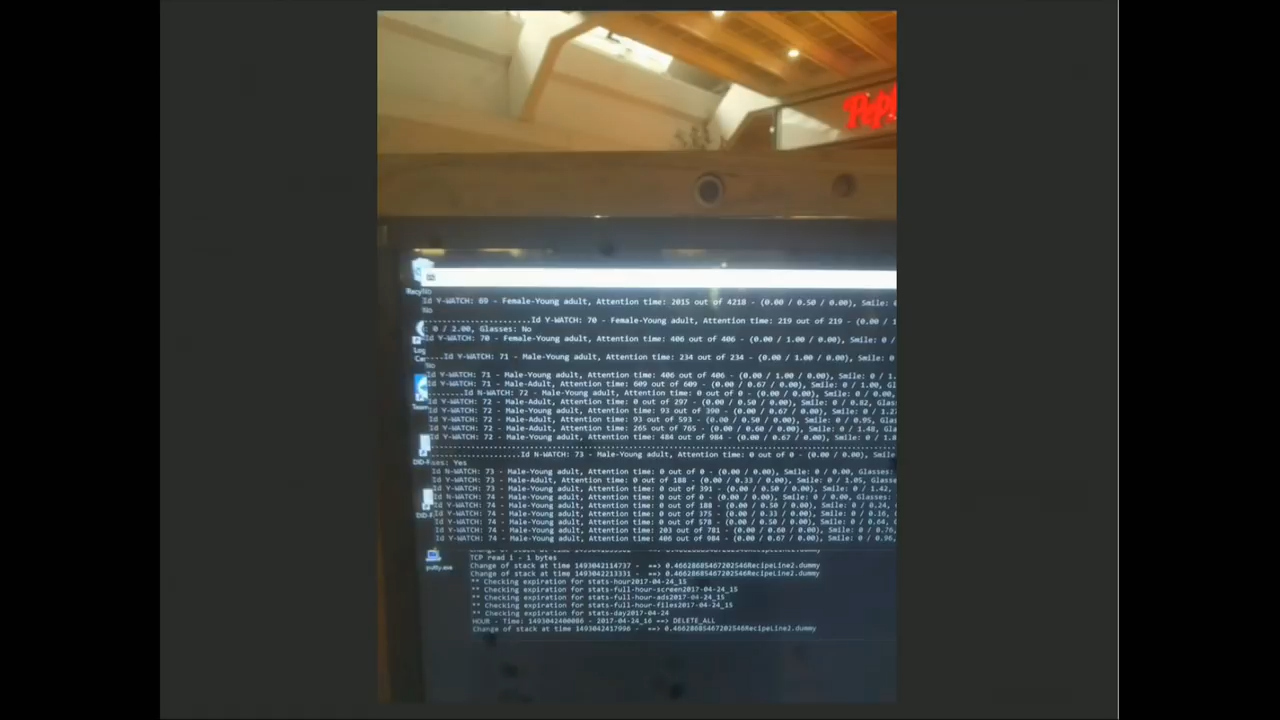 Pep!
Id Y-WATCH: 69 - Female-Young adult, Attention time: 2015 out of 4218 - (0.00 / 0.50 / 0.00), Smile:
No
......................Id Y-WATCH: 70 - Female-Young adult, Attention time: 219 out of 219 - (0.00 / 1
: 0 / 2.00, Glasses: No
Id Y-WATCH: 70 - Female-Young adult, Attention time: 406 out of 406 - (0.00 / 1.00 / 0.00), Smile: 0 /
....Id Y-WATCH: 71 - Male-Young adult, Attention time: 234 out of 234 - (0.00 / 1.00 / 0.00), Smile: 0
No
Id Y-WATCH: 71 - Male-Young adult, Attention time: 406 out of 406 - (0.00 / 1.00 / 0.00), Smile: 0 / 1.
Id Y-WATCH: 71 - Male-Adult, Attention time: 609 out of 609 - (0.00 / 0.67 / 0.00), Smile: 0 / 1.00, Gl
........Id N-WATCH: 72 - Male-Adult, Attention time: 0 out of 0 - (0.00 / 0.00 / 0.00), Smile: 0 / 0.00,
Id Y-WATCH: 72 - Male-Adult, Attention time: 0 out of 297 - (0.00 / 0.50 / 0.00), Smile: 0 / 0.82, Glas
Id Y-WATCH: 72 - Male-Young adult, Attention time: 93 out of 390 - (0.00 / 0.67 / 0.00), Smile: 0 / 1.2
Id Y-WATCH: 72 - Male-Adult, Attention time: 93 out of 593 - (0.00 / 0.50 / 0.00), Smile: 0 / 0.95, Gla
Id Y-WATCH: 72 - Male-Adult, Attention time: 265 out of 765 - (0.00 / 0.60 / 0.00), Smile: 0 / 1.48, Gl
Id Y-WATCH: 72 - Male-Young adult, Attention time: 484 out of 984 - (0.00 / 0.67 / 0.00), Smile: 0 / 1.8
....................Id N-WATCH: 73 - Male-Young adult, Attention time: 0 out of 0 - (0.00 / 0.00 / 0.00), Smile: 0
sses: Yes
Id N-WATCH: 73 - Male-Young adult, Attention time: 0 out of 0 - (0.00 / 0.00 / 0.00), Smile: 0 / 0.00, Glasses:
Id Y-WATCH: 73 - Male-Adult, Attention time: 0 out of 188 - (0.00 / 0.33 / 0.00), Smile: 0 / 1.05, Glass
Id Y-WATCH: 73 - Male-Young adult, Attention time: 0 out of 391 - (0.00 / 0.50 / 0.00), Smile: 0 / 1.42,
Id N-WATCH: 74 - Male-Young adult, Attention time: 0 out of 0 - (0.00 / 0.00 / 0.00), Smile: 0 / 0.00, Glasses:
Id Y-WATCH: 74 - Male-Young adult, Attention time: 0 out of 188 - (0.00 / 0.50 / 0.00), Smile: 0 / 0.24,
Id Y-WATCH: 74 - Male-Young adult, Attention time: 0 out of 375 - (0.00 / 0.33 / 0.00), Smile: 0 / 0.16,
Id Y-WATCH: 74 - Male-Young adult, Attention time: 0 out of 578 - (0.00 / 0.50 / 0.00), Smile: 0 / 0.64,
Id Y-WATCH: 74 - Male-Young adult, Attention time: 203 out of 781 - (0.00 / 0.60 / 0.00), Smile: 0 / 0.76,
Id Y-WATCH: 74 - Male-Young adult, Attention time: 406 out of 984 - (0.00 / 0.67 / 0.00), Smile: 0 / 0.96,
TCP read 1 - 1 bytes
Change of stack at time 1493042114737 - ==> 0.46628685467202546RecipeLine2.dummy
Change of stack at time 1493042213331 - ==> 0.46628685467202546RecipeLine2.dummy
** Checking expiration for stats-hour2017-04-24_15
** Checking expiration for stats-full-hour-screen2017-04-24_15
** Checking expiration for stats-full-hour-ads2017-04-24_15
** Checking expiration for stats-full-hour-files2017-04-24_15
** Checking expiration for stats-day2017-04-24
HOUR - Time: 1493042400086 - 2017-04-24_16 ==> DELETE_ALL
Change of stack at time 1493042417996 - ==> 0.46628685467202546RecipeLine2.dummy
putty.exe